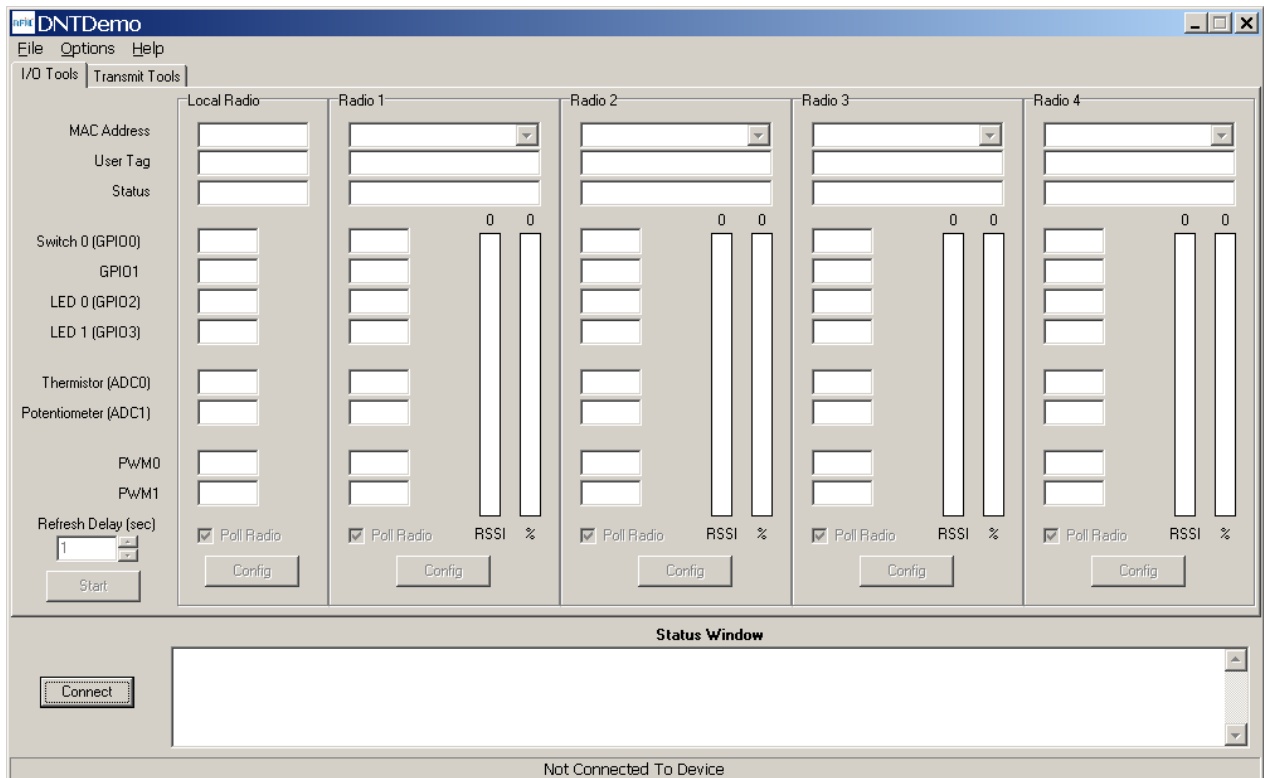 DNTDemo
File Options Help
I/O Tools Transmit Tools
Local Radio Radio 1 Radio 2 Radio 3 Radio 4
MAC Address
User Tag
Status
0 0 0 0 0 0 0 0
Switch 0 (GPIO0)
GPIO1
LED 0 (GPIO2)
LED 1 (GPIO3)
Thermistor (ADC0)
Potentiometer (ADC1)
PWM0
PWM1
Refresh Delay (sec)
Poll Radio Poll Radio RSSI % Poll Radio RSSI % Poll Radio RSSI % Poll Radio RSSI %
1
Config Config Config Config Config
Start
Status Window
Connect
Not Connected To Device